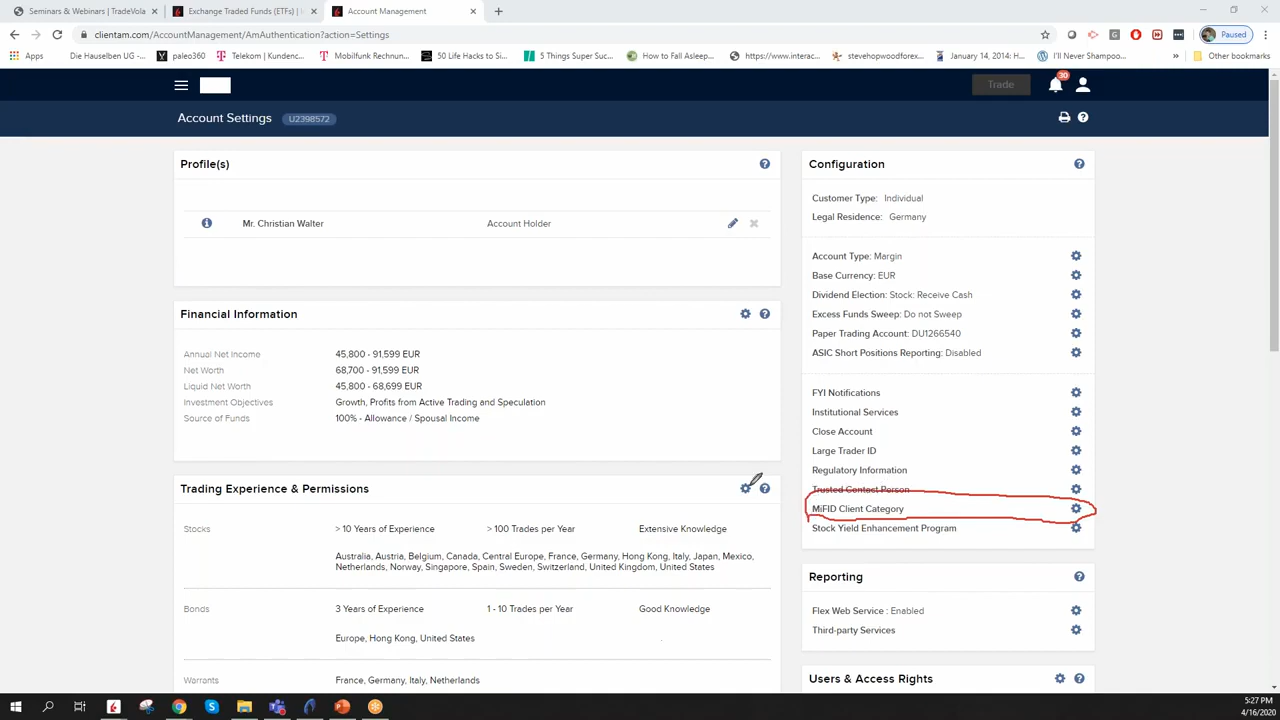 Seminars & Webinars | TradeVola
Exchange Traded Funds (ETFs) |
Account Management
clientam.com/AccountManagement/AmAuthentication?action=Settings
Paused
Apps
Die Hauselben UG -...
paleo360
Telekom | Kundenc...
Mobilfunk Rechnung...
50 Life Hacks to Si...
5 Things Super Suc...
How to Fall Asleep...
https://www.interac...
stevehopwoodforex...
January 14, 2014: H...
I'll Never Shampoo...
»
Other bookmarks
30
Trade
Account Settings
U2398572
Profile(s)
Mr. Christian Walter
Account Holder
Financial Information
Annual Net Income 45,800 - 91,599 EUR
Net Worth 68,700 - 91,599 EUR
Liquid Net Worth 45,800 - 68,699 EUR
Investment Objectives Growth, Profits from Active Trading and Speculation
Source of Funds 100% - Allowance / Spousal Income
Trading Experience & Permissions
Stocks > 10 Years of Experience > 100 Trades per Year Extensive Knowledge
Australia, Austria, Belgium, Canada, Central Europe, France, Germany, Hong Kong, Italy, Japan, Mexico,
Netherlands, Norway, Singapore, Spain, Sweden, Switzerland, United Kingdom, United States
Bonds 3 Years of Experience 1 - 10 Trades per Year Good Knowledge
Europe, Hong Kong, United States
Warrants France, Germany, Italy, Netherlands
Configuration
Customer Type: Individual
Legal Residence: Germany
Account Type: Margin
Base Currency: EUR
Dividend Election: Stock: Receive Cash
Excess Funds Sweep: Do not Sweep
Paper Trading Account: DU1266540
ASIC Short Positions Reporting: Disabled
FYI Notifications
Institutional Services
Close Account
Large Trader ID
Regulatory Information
Trusted Contact Person
MiFID Client Category
Stock Yield Enhancement Program
Reporting
Flex Web Service : Enabled
Third-party Services
Users & Access Rights
5:27 PM
4/16/2020